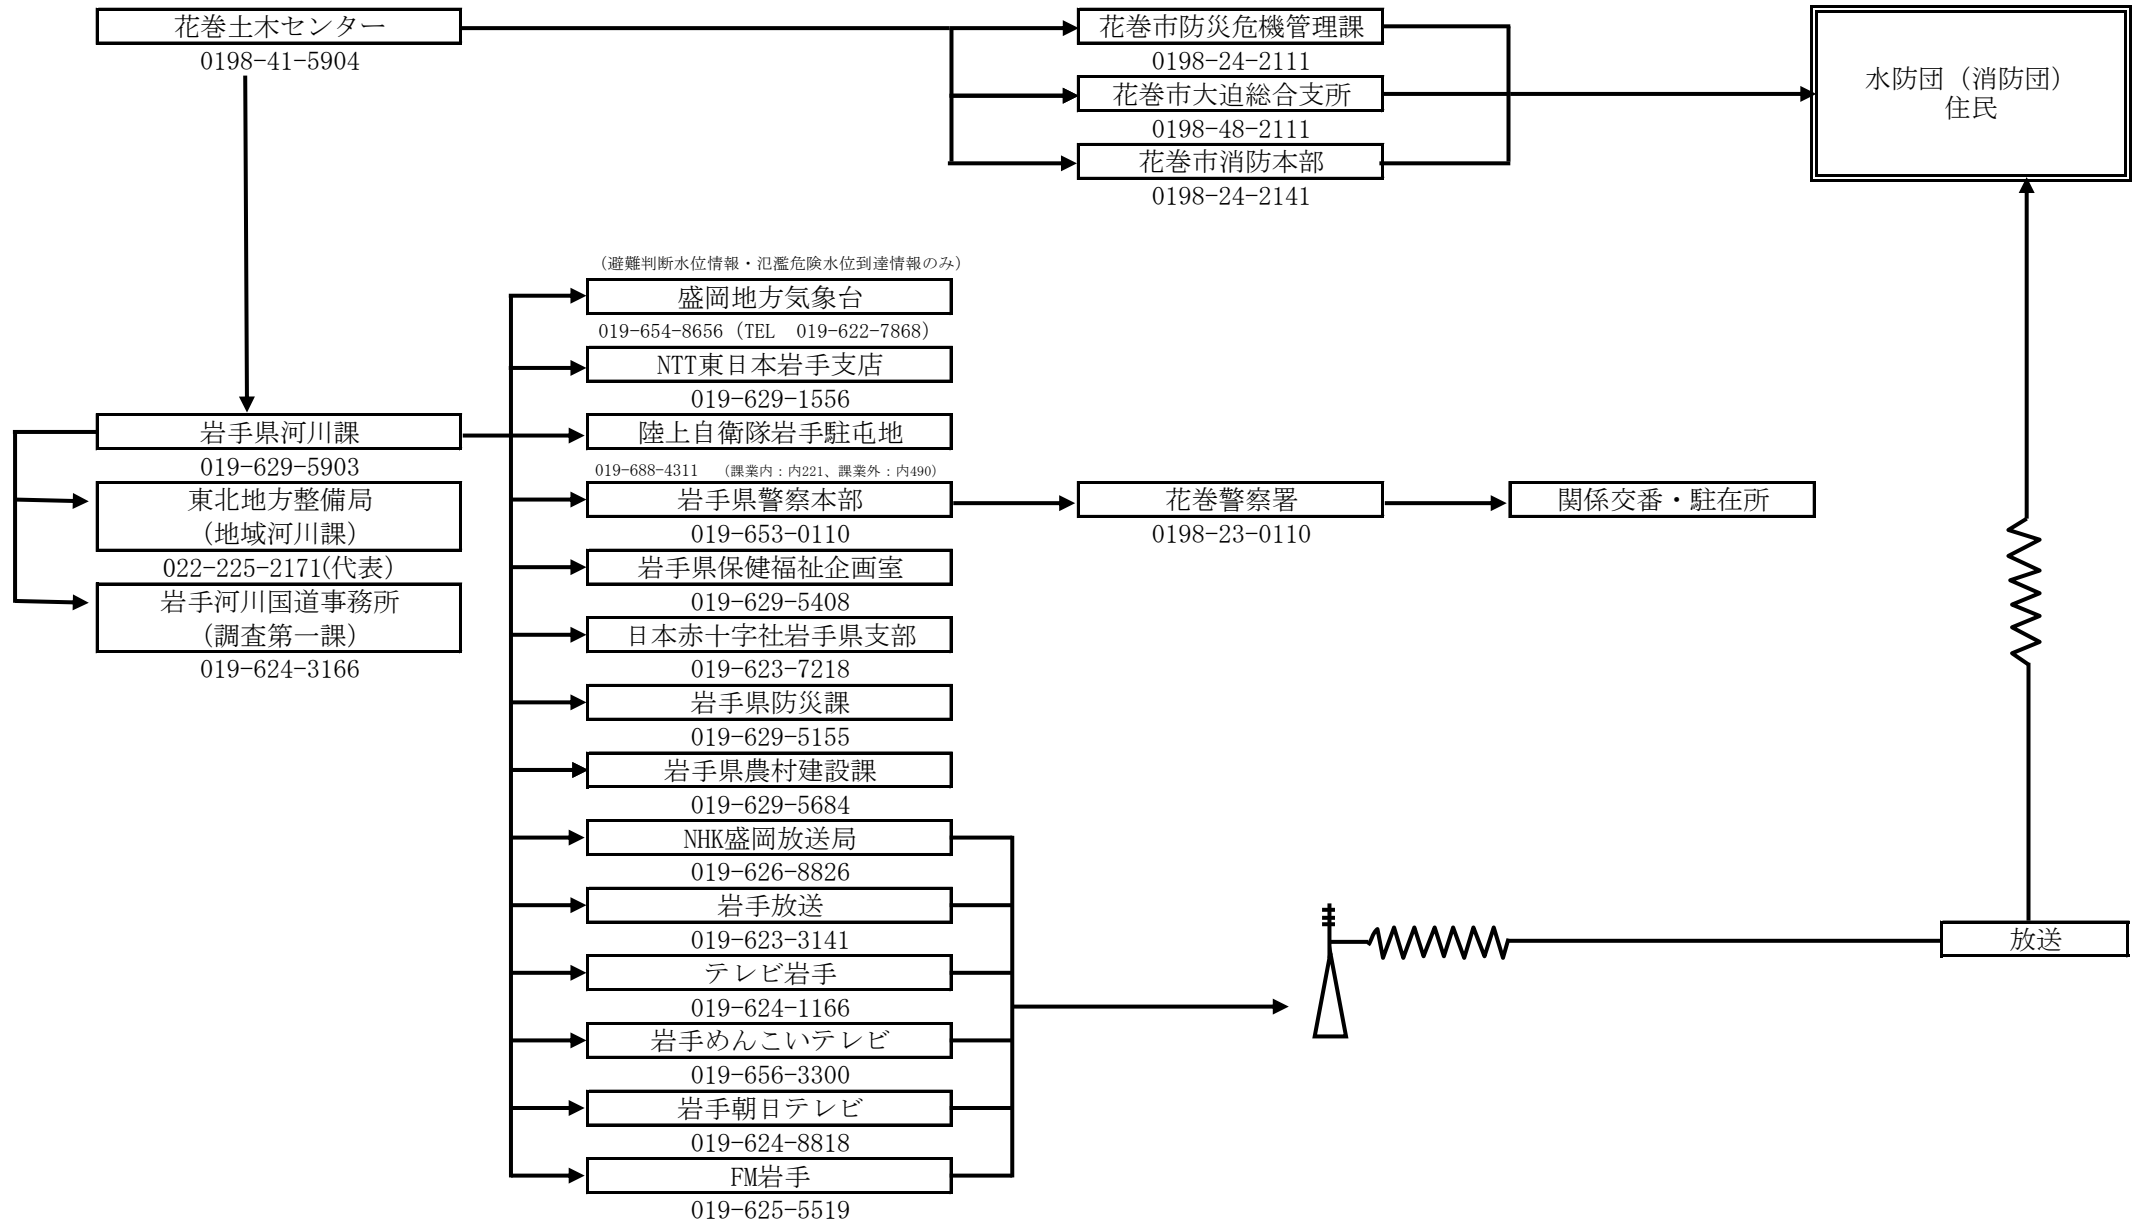 花巻土木センター
0198-41-5904
花巻市防災危機管理課
0198-24-2111
花巻市大迫総合支所
0198-48-2111
花巻市消防本部
0198-24-2141
水防団（消防団）
住民
岩手県河川課
019-629-5903
東北地方整備局
（地域河川課）
022-225-2171(代表）
岩手河川国道事務所
（調査第一課）
019-624-3166
（避難判断水位情報・氾濫危険水位到達情報のみ）
盛岡地方気象台
019-654-8656（TEL　019-622-7868）
NTT東日本岩手支店
019-629-1556
陸上自衛隊岩手駐屯地
019-688-4311　（課業内：内221、課業外：内490）
岩手県警察本部
019-653-0110
花巻警察署
0198-23-0110
関係交番・駐在所
岩手県保健福祉企画室
019-629-5408
日本赤十字社岩手県支部
019-623-7218
岩手県防災課
019-629-5155
岩手県農村建設課
019-629-5684
NHK盛岡放送局
019-626-8826
岩手放送
019-623-3141
テレビ岩手
019-624-1166
岩手めんこいテレビ
019-656-3300
岩手朝日テレビ
019-624-8818
FM岩手
019-625-5519
放送